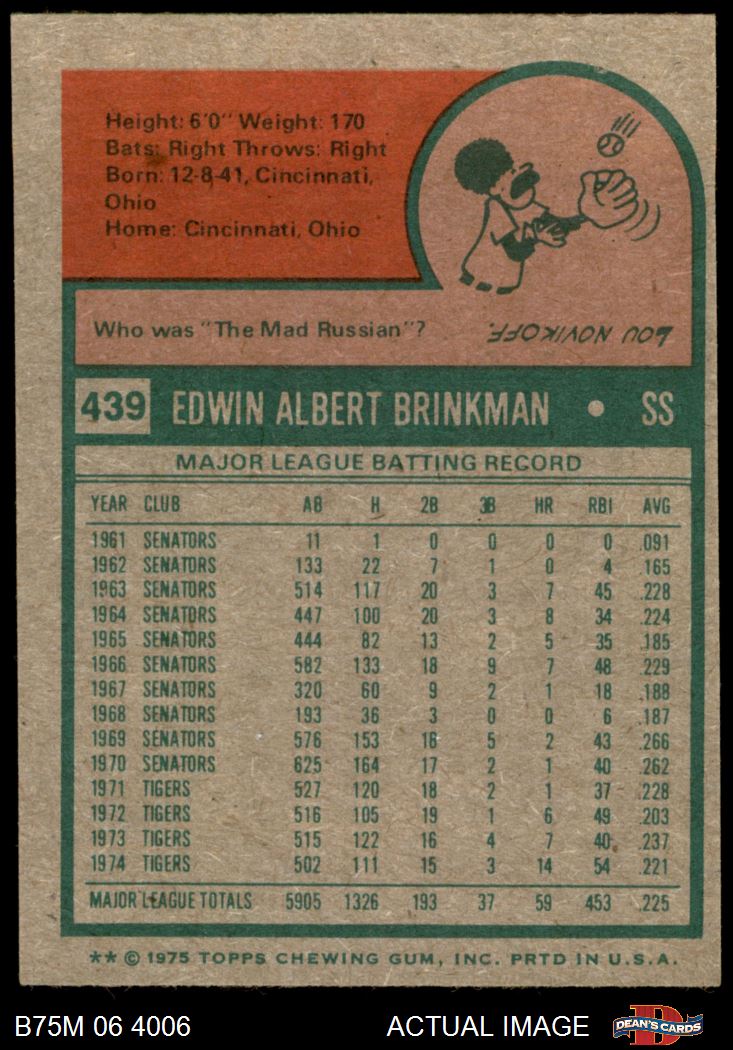 Height: 6'0" Weight: 170
Bats: Right Throws: Right
Born: 12-8-41, Cincinnati,
Ohio
Home: Cincinnati, Ohio
Who was "The Mad Russian"?
LOU NOVIKOFF.
439 EDWIN ALBERT BRINKMAN • SS
MAJOR LEAGUE BATTING RECORD
YEAR CLUB AB H 2B 3B HR RBI AVG
1961 SENATORS 11 1 0 0 0 0 .091
1962 SENATORS 133 22 7 1 0 4 .165
1963 SENATORS 514 117 20 3 7 45 .228
1964 SENATORS 447 100 20 3 8 34 .224
1965 SENATORS 444 82 13 2 5 35 .185
1966 SENATORS 582 133 18 9 7 48 .229
1967 SENATORS 320 60 9 2 1 18 .188
1968 SENATORS 193 36 3 0 0 6 .187
1969 SENATORS 576 153 18 5 2 43 .266
1970 SENATORS 625 164 17 2 1 40 .262
1971 TIGERS 527 120 18 2 1 37 .228
1972 TIGERS 516 105 19 1 6 49 .203
1973 TIGERS 515 122 16 4 7 40 .237
1974 TIGERS 502 111 15 3 14 54 .221
MAJOR LEAGUE TOTALS 5905 1326 193 37 59 453 .225
** © 1975 TOPPS CHEWING GUM, INC. PRTD IN U.S.A.
B75M 06 4006 ACTUAL IMAGE DEAN'S CARDS